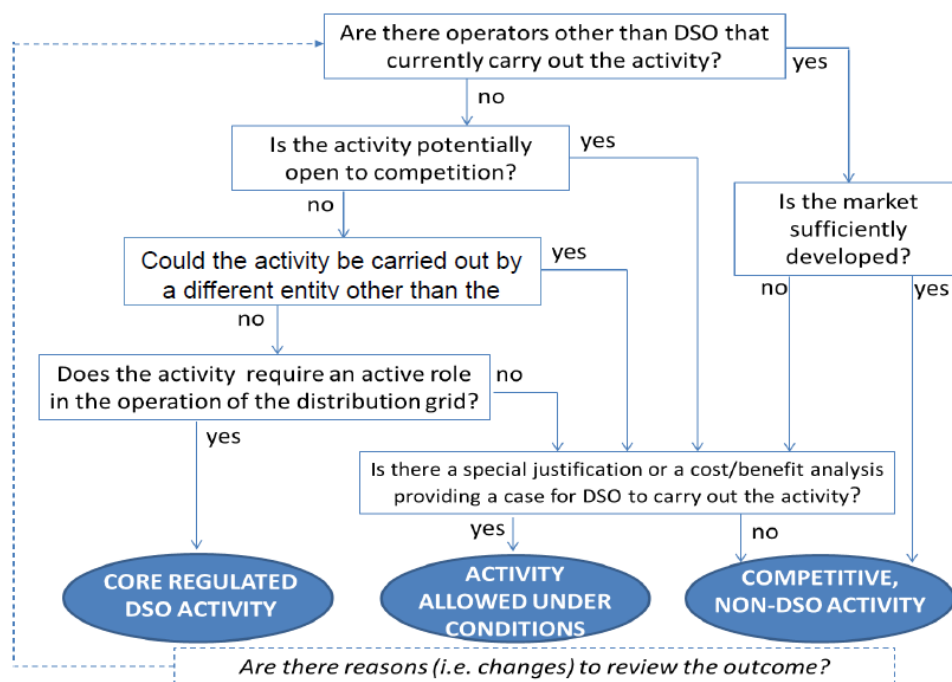 Are there operators other than DSO that
currently carry out the activity?
yes
no
Is the activity potentially
open to competition?
yes
no
Is the market
sufficiently
developed?
Could the activity be carried out by
a different entity other than the
yes
no
no
yes
Does the activity require an active role
in the operation of the distribution grid?
no
yes
Is there a special justification or a cost/benefit analysis
providing a case for DSO to carry out the activity?
yes
no
CORE REGULATED
DSO ACTIVITY
ACTIVITY
ALLOWED UNDER
CONDITIONS
COMPETITIVE,
NON-DSO ACTIVITY
Are there reasons (i.e. changes) to review the outcome?